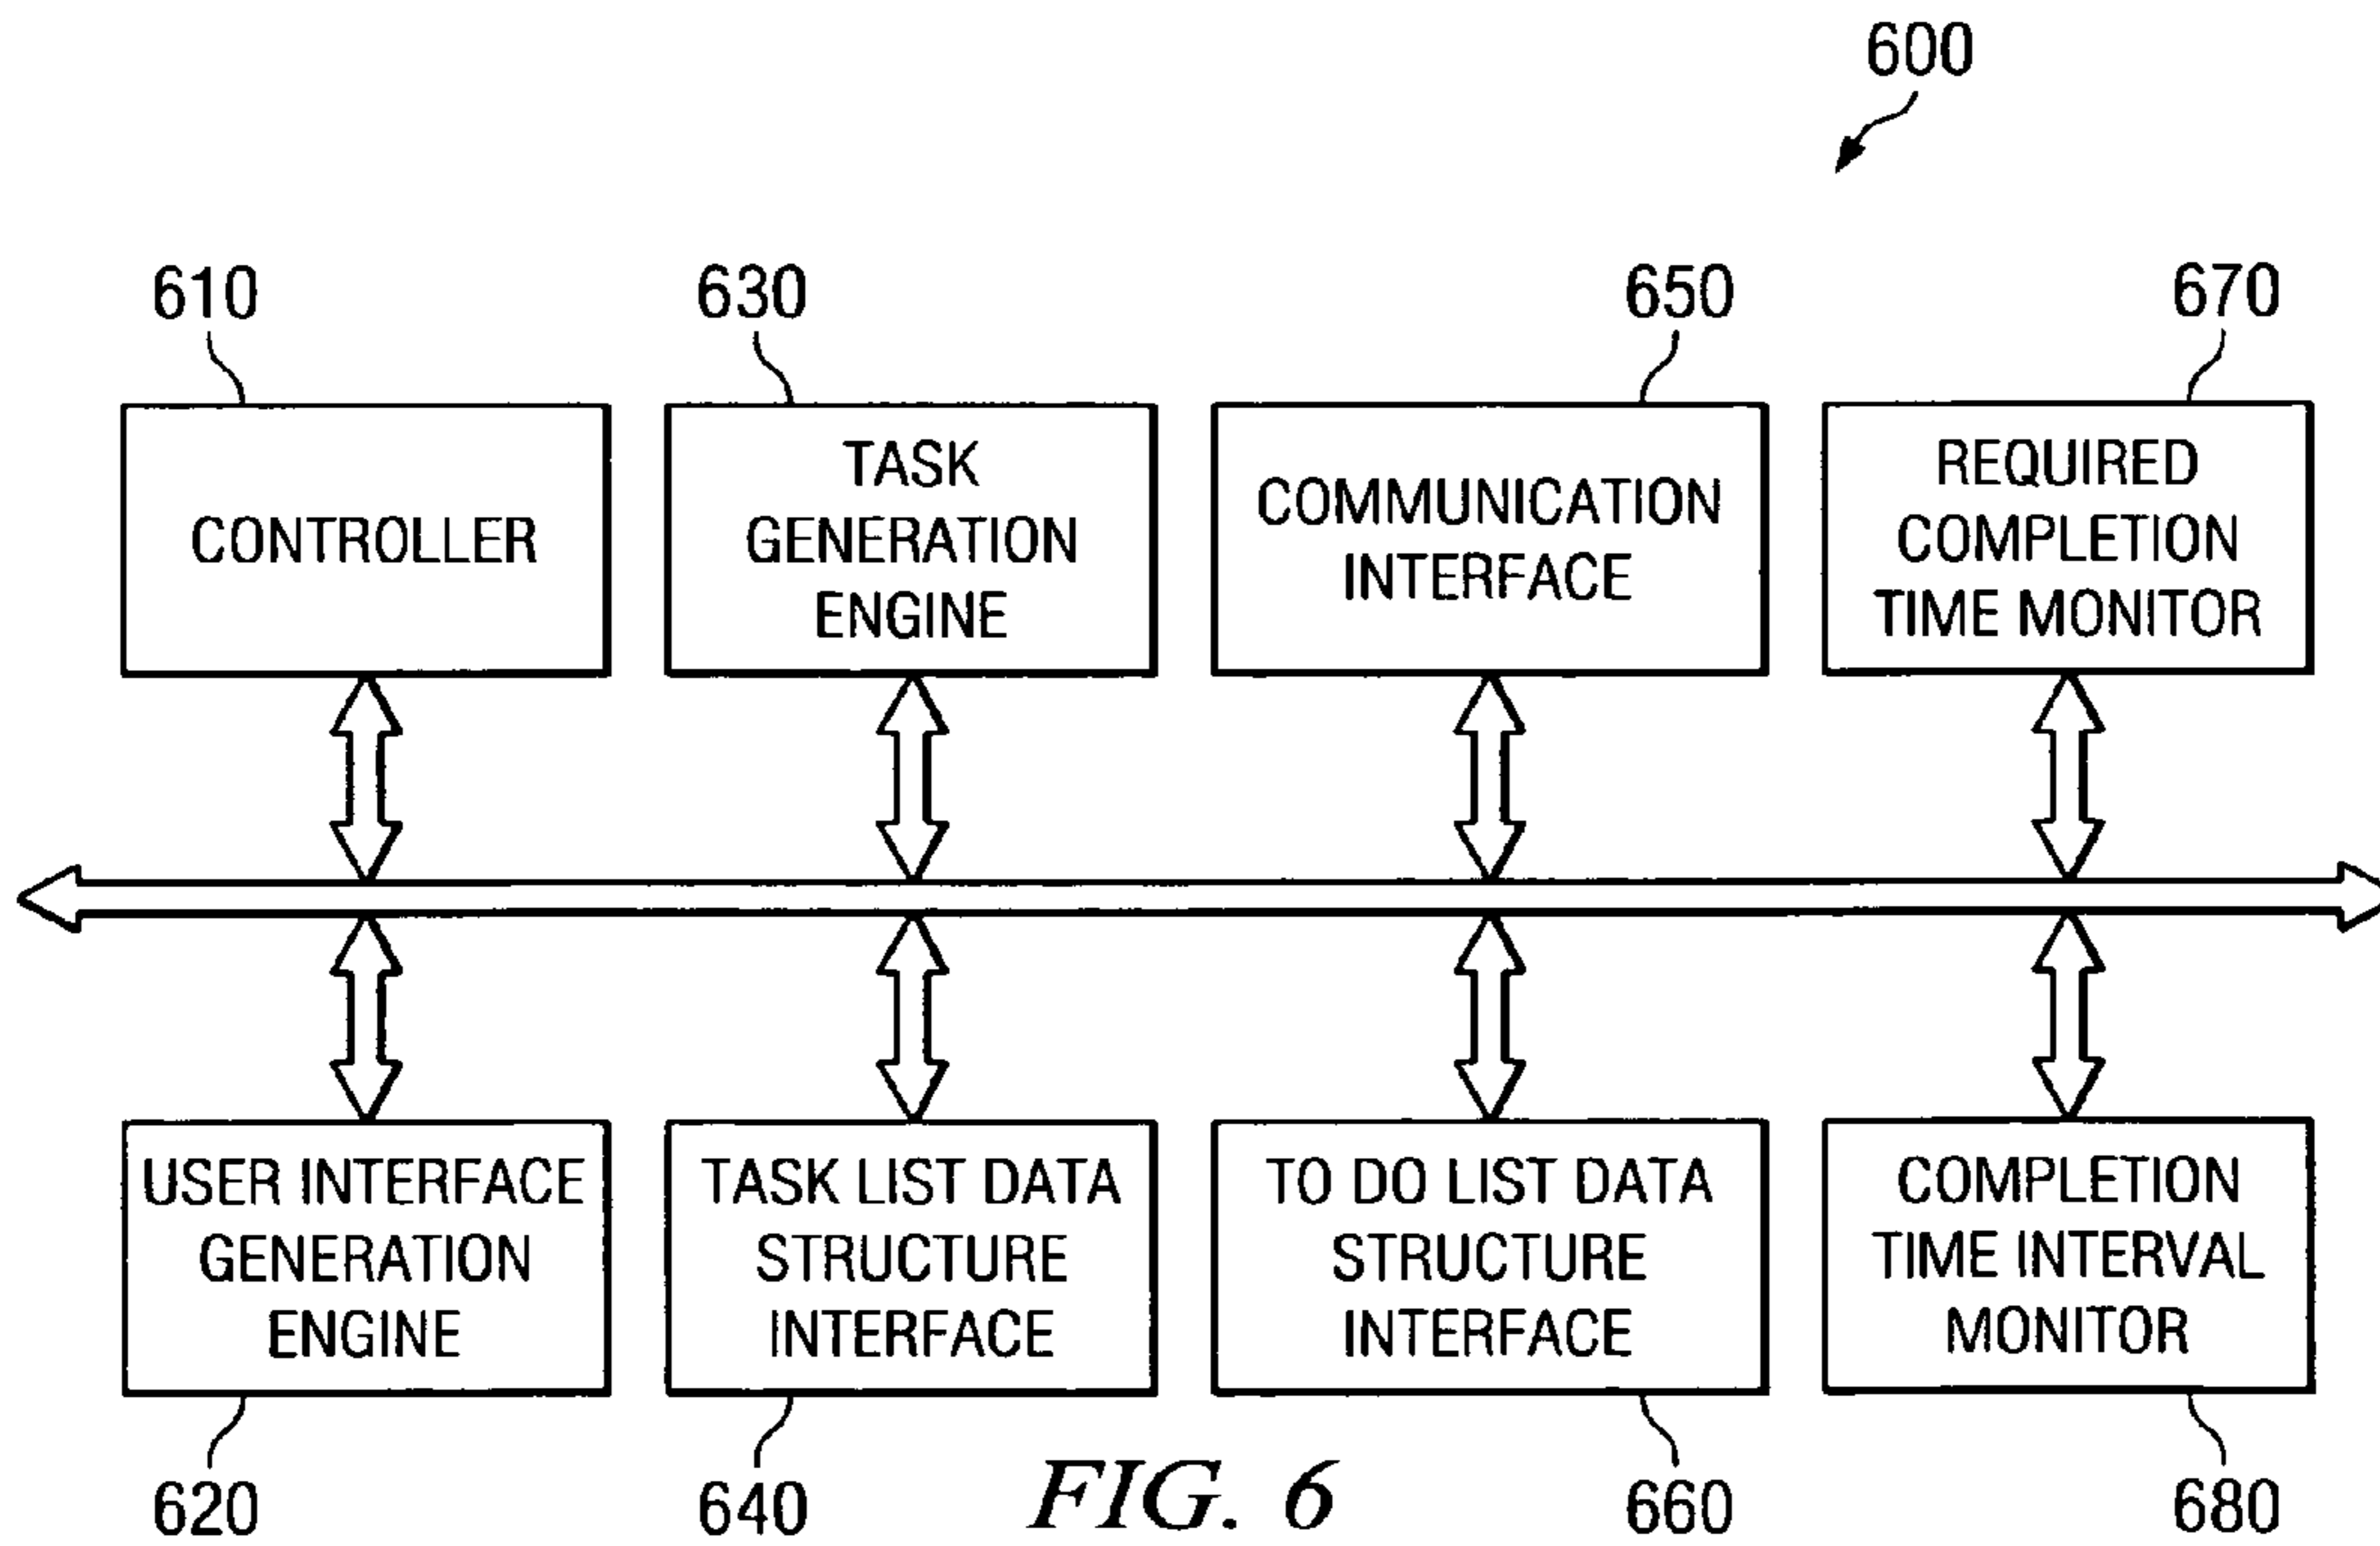 600
610
630
650
670
CONTROLLER
TASK
GENERATION
ENGINE
COMMUNICATION
INTERFACE
REQUIRED
COMPLETION
TIME MONITOR
USER INTERFACE
GENERATION
ENGINE
TASK LIST DATA
STRUCTURE
INTERFACE
TO DO LIST DATA
STRUCTURE
INTERFACE
COMPLETION
TIME INTERVAL
MONITOR
620
640
660
680
FIG. 6